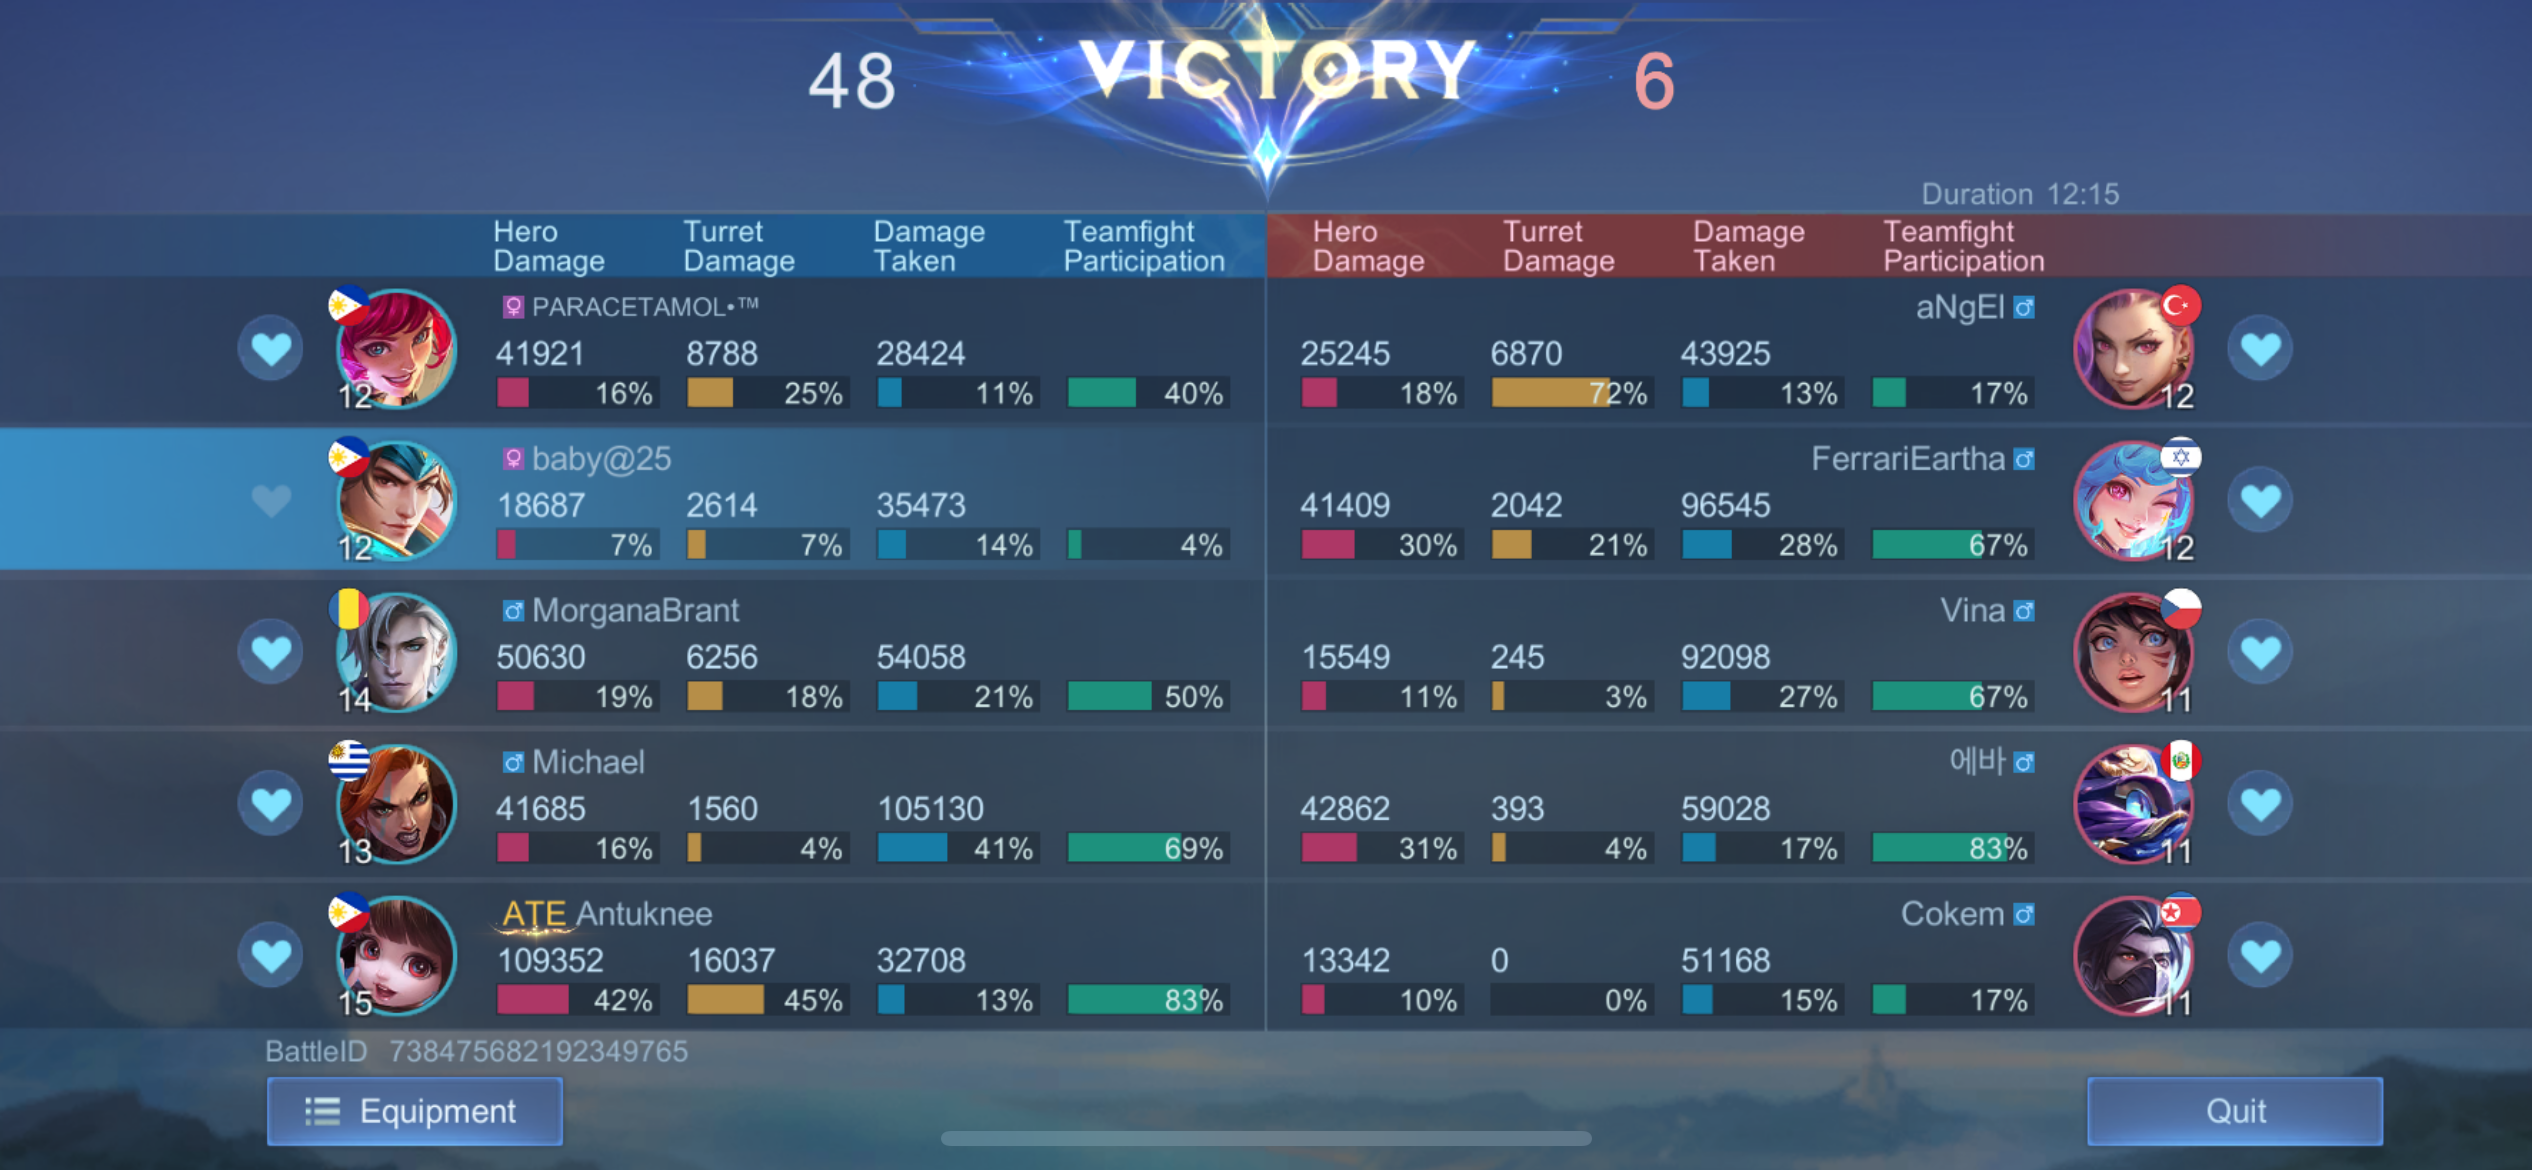 48 VICTORY 6
Duration 12:15
Hero Damage Turret Damage Damage Taken Teamfight Participation Hero Damage Turret Damage Damage Taken Teamfight Participation
PARACETAMOL•™ aNgEl
41921 8788 28424 25245 6870 43925
12 16% 25% 11% 40% 18% 72% 13% 17% 12
baby@25 FerrariEartha
18687 2614 35473 41409 2042 96545
12 7% 7% 14% 4% 30% 21% 28% 67% 12
MorganaBrant Vina
50630 6256 54058 15549 245 92098
14 19% 18% 21% 50% 11% 3% 27% 67% 11
Michael 에바
41685 1560 105130 42862 393 59028
13 16% 4% 41% 69% 31% 4% 17% 83% 11
ATE Antuknee Cokem
109352 16037 32708 13342 0 51168
15 42% 45% 13% 83% 10% 0% 15% 17% 11
BattleID 738475682192349765
Equipment Quit